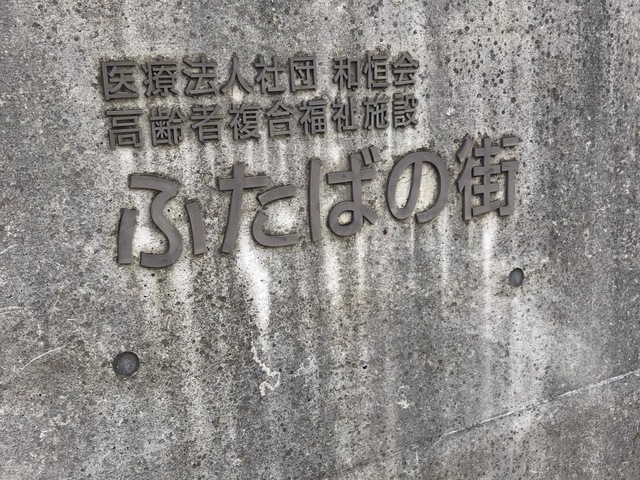 医療法人社団 和恒会
高齢者複合福祉施設
ふたばの街